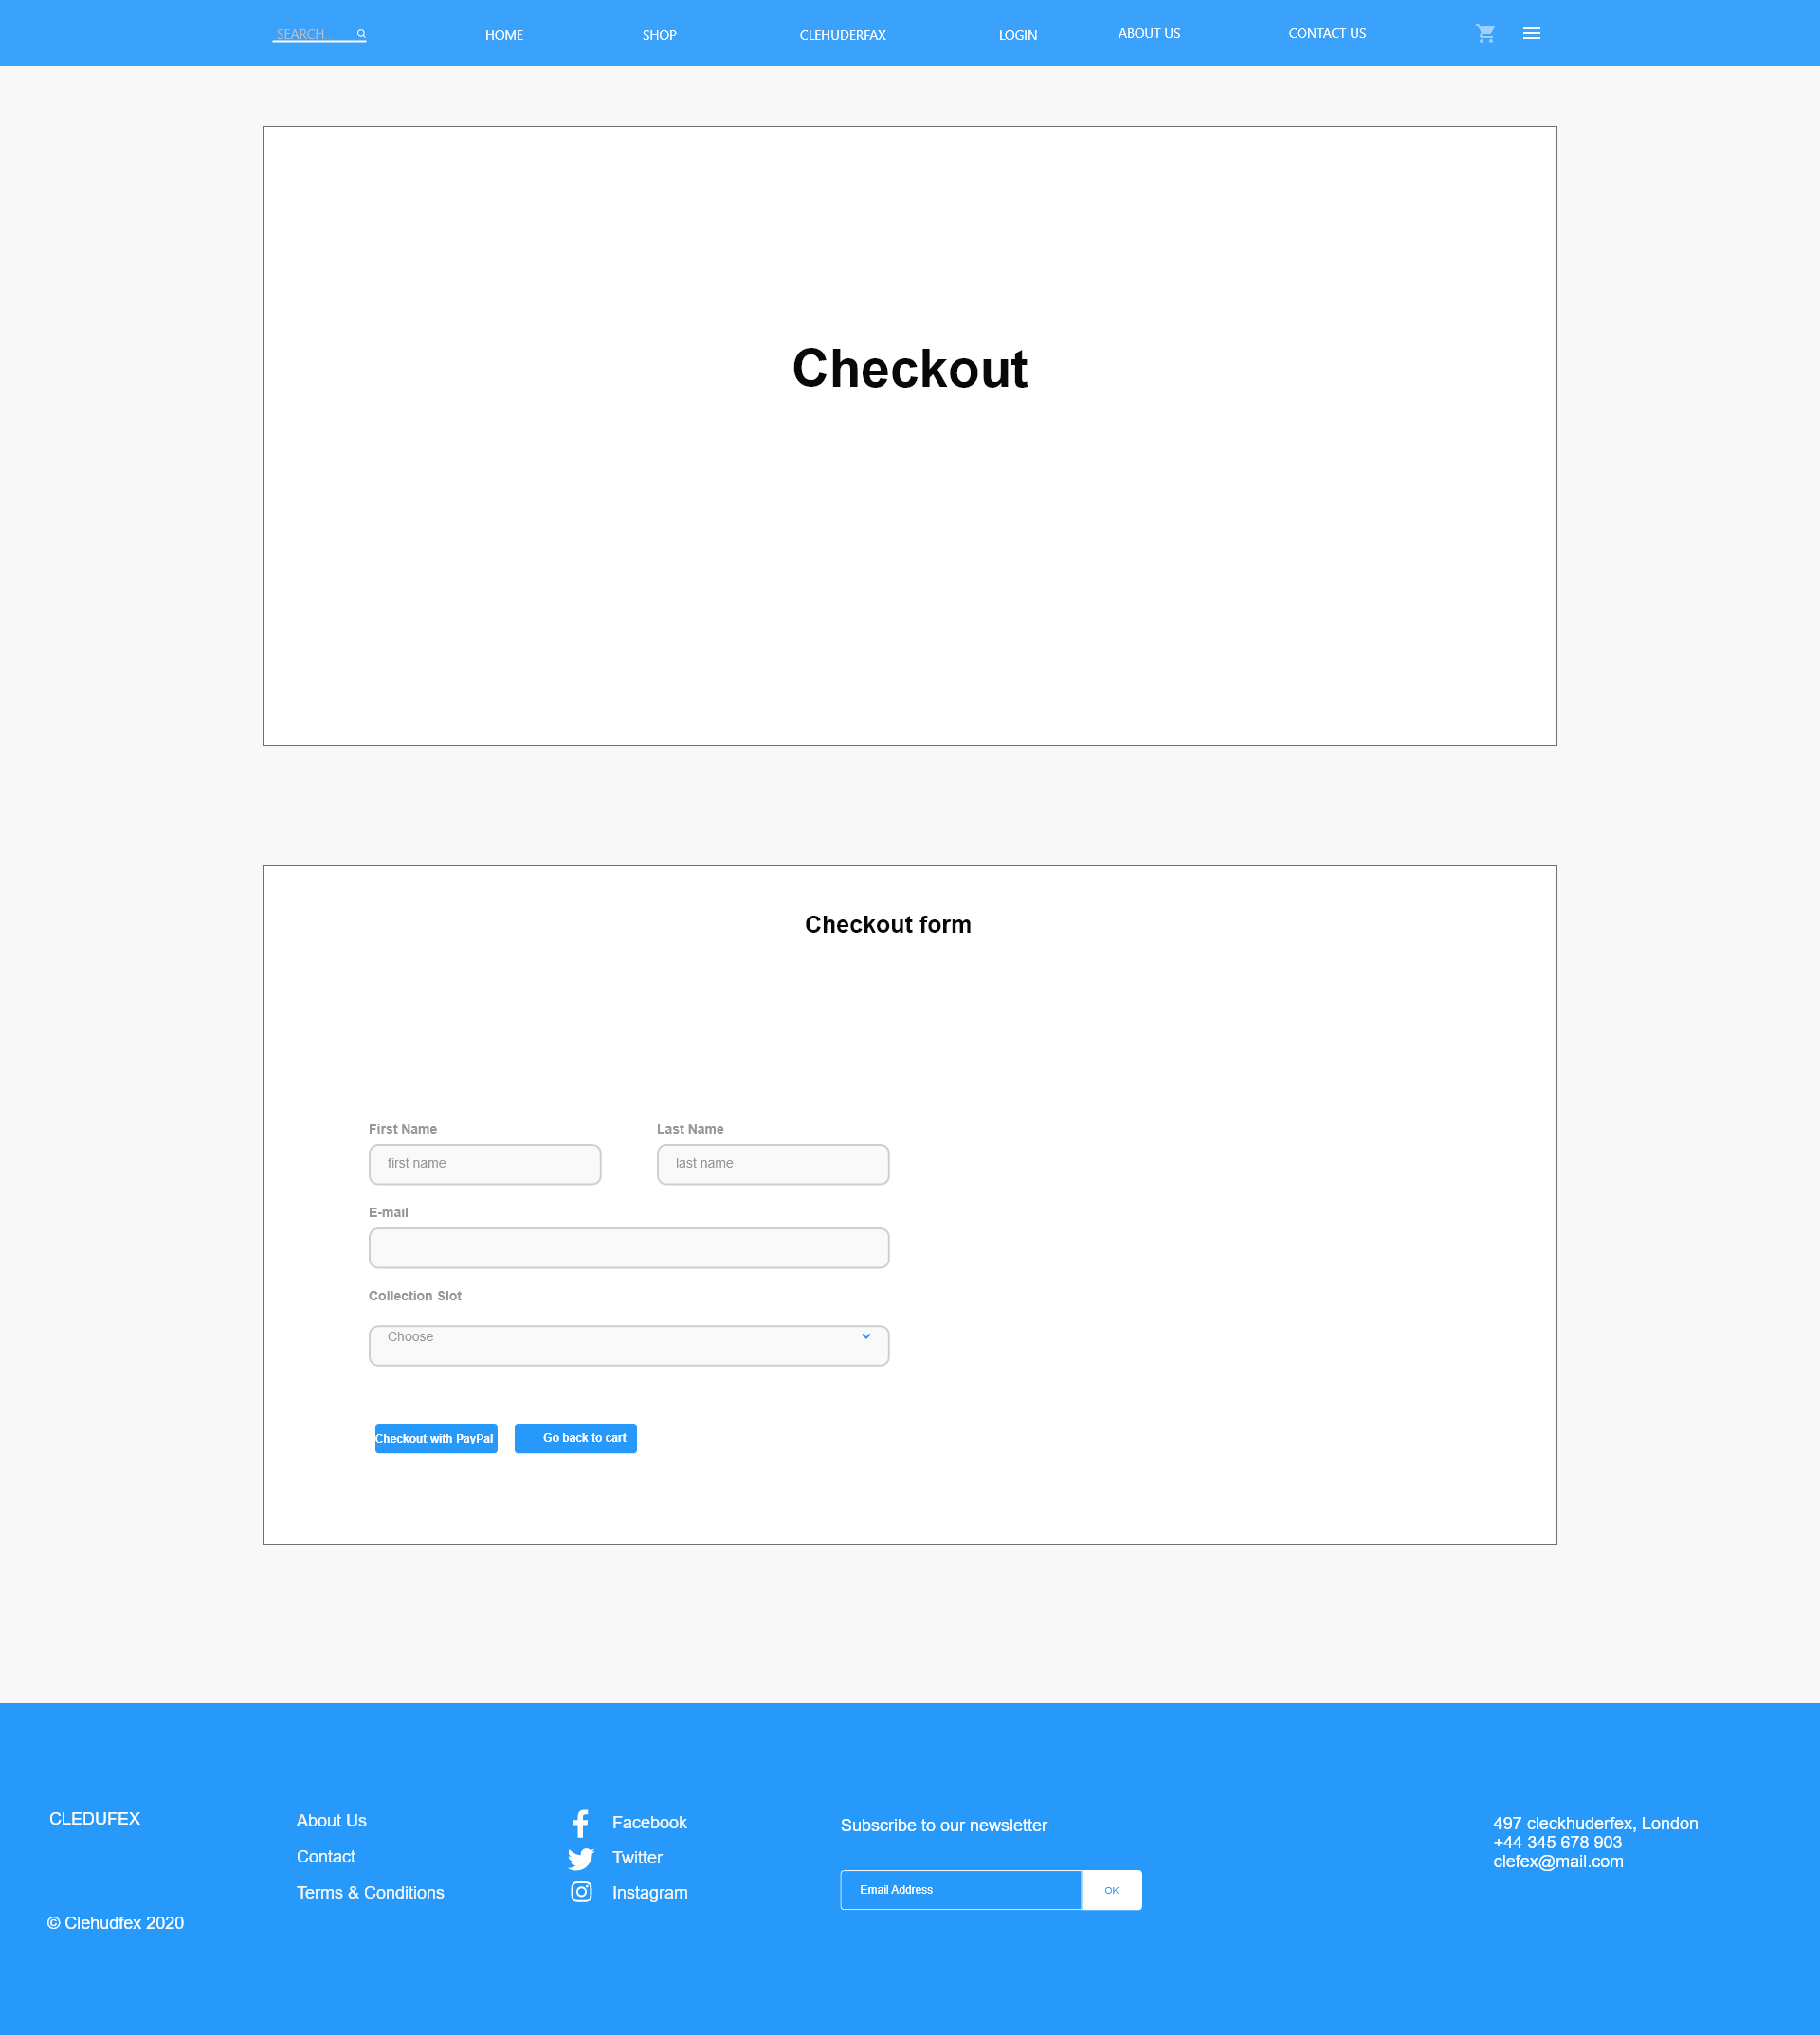 SEARCH HOME SHOP CLEHUDERFAX LOGIN ABOUT US CONTACT US
Checkout
Checkout form
First Name Last Name
first name last name
E-mail
Collection Slot
Choose
Checkout with PayPal Go back to cart
CLEDUFEX
© Clehudfex 2020
About Us
Contact
Terms & Conditions
Facebook
Twitter
Instagram
Subscribe to our newsletter
Email Address OK
497 cleckhuderfex, London
+44 345 678 903
clefex@mail.com